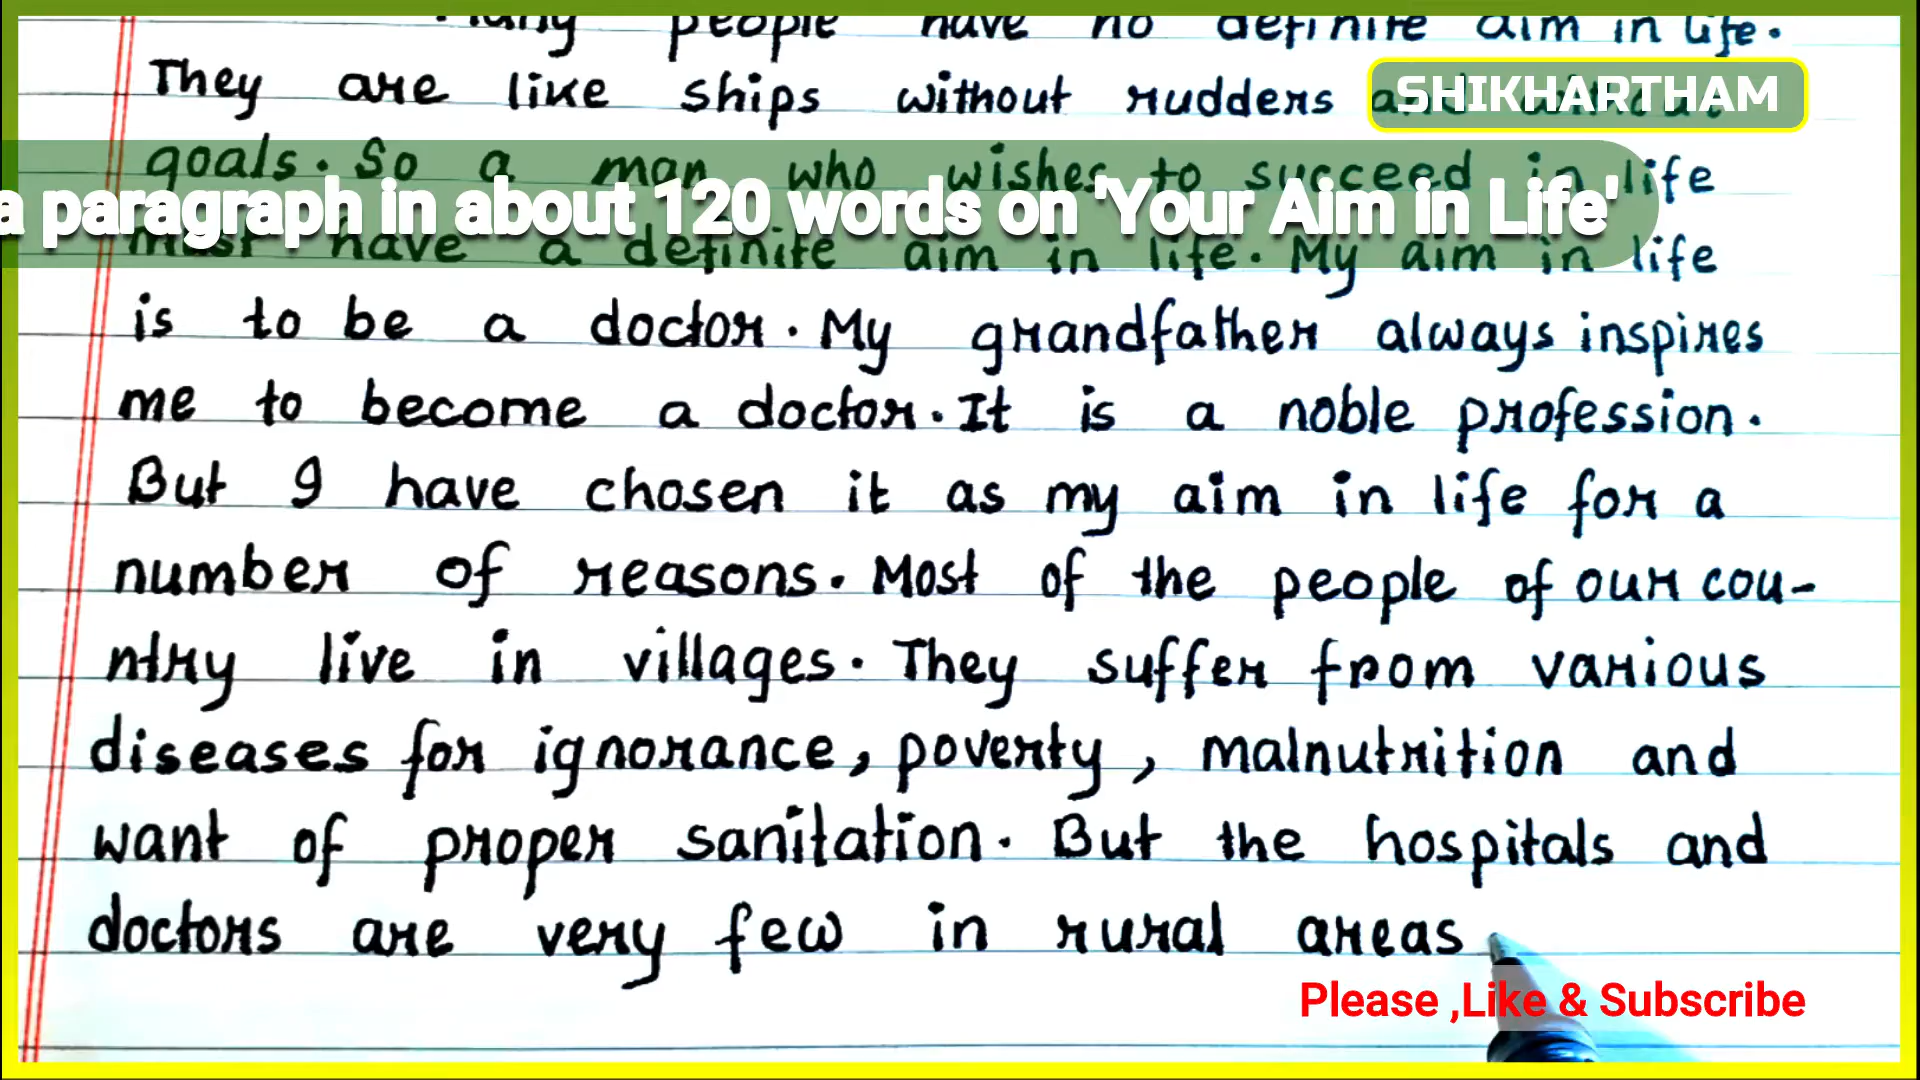 Many people have no definite aim in life.
They are like ships without rudders and without
SHIKHARTHAM
goals. So a man who wishes to succeed in life
a paragraph in about 120 words on 'Your Aim in Life'
must have a definite aim in life. My aim in life
is to be a doctor. My grandfather always inspires
me to become a doctor. It is a noble profession.
But I have chosen it as my aim in life for a
number of reasons. Most of the people of our cou-
ntry live in villages. They suffer from various
diseases for ignorance, poverty, malnutrition and
want of proper sanitation. But the hospitals and
doctors are very few in rural areas
Please ,Like & Subscribe